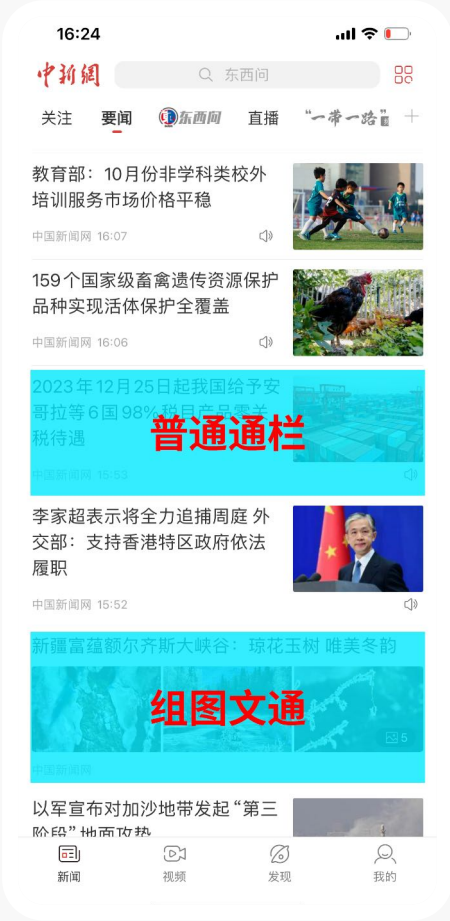 16:24
中新網
东西问
关注 要闻 东西问 直播 “一带一路”
教育部：10月份非学科类校外
培训服务市场价格平稳
中国新闻网 16:07
159个国家级畜禽遗传资源保护
品种实现活体保护全覆盖
中国新闻网 16:06
2023年12月25日起我国给予安
哥拉等6国98%税目产品零关
税待遇
普通通栏
中国新闻网 15:53
李家超表示将全力追捕周庭 外
交部：支持香港特区政府依法
履职
中国新闻网 15:52
新疆富蕴额尔齐斯大峡谷：琼花玉树 唯美冬韵
组图文通
5
中国新闻网
以军宣布对加沙地带发起“第三
阶段”地面攻势
新闻 视频 发现 我的